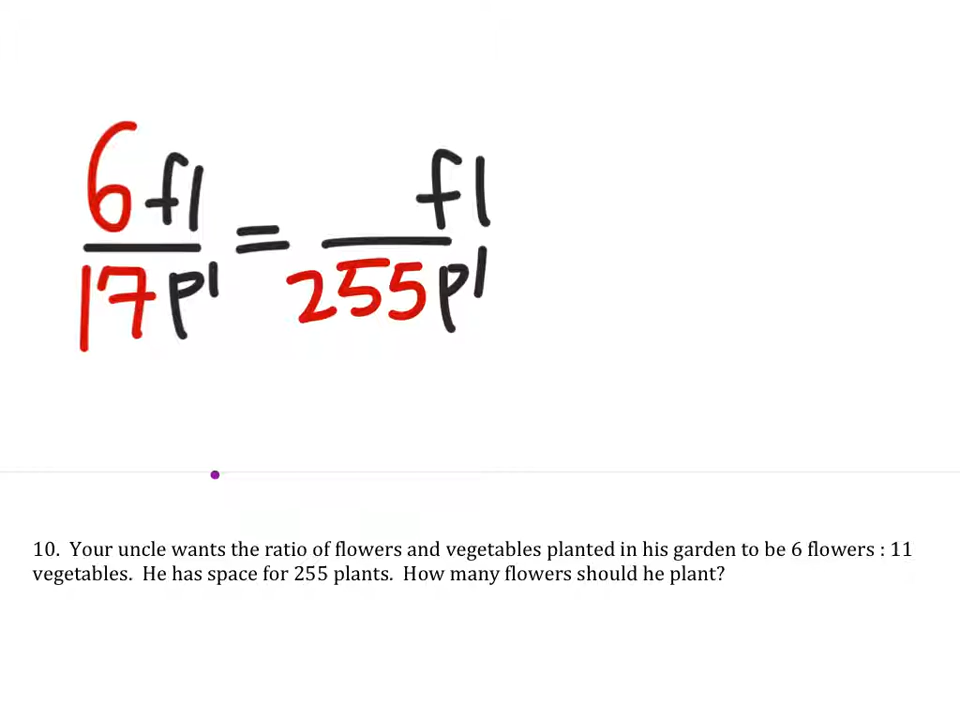 6 fl = fl
17 pl 255 pl
10. Your uncle wants the ratio of flowers and vegetables planted in his garden to be 6 flowers : 11
vegetables. He has space for 255 plants. How many flowers should he plant?